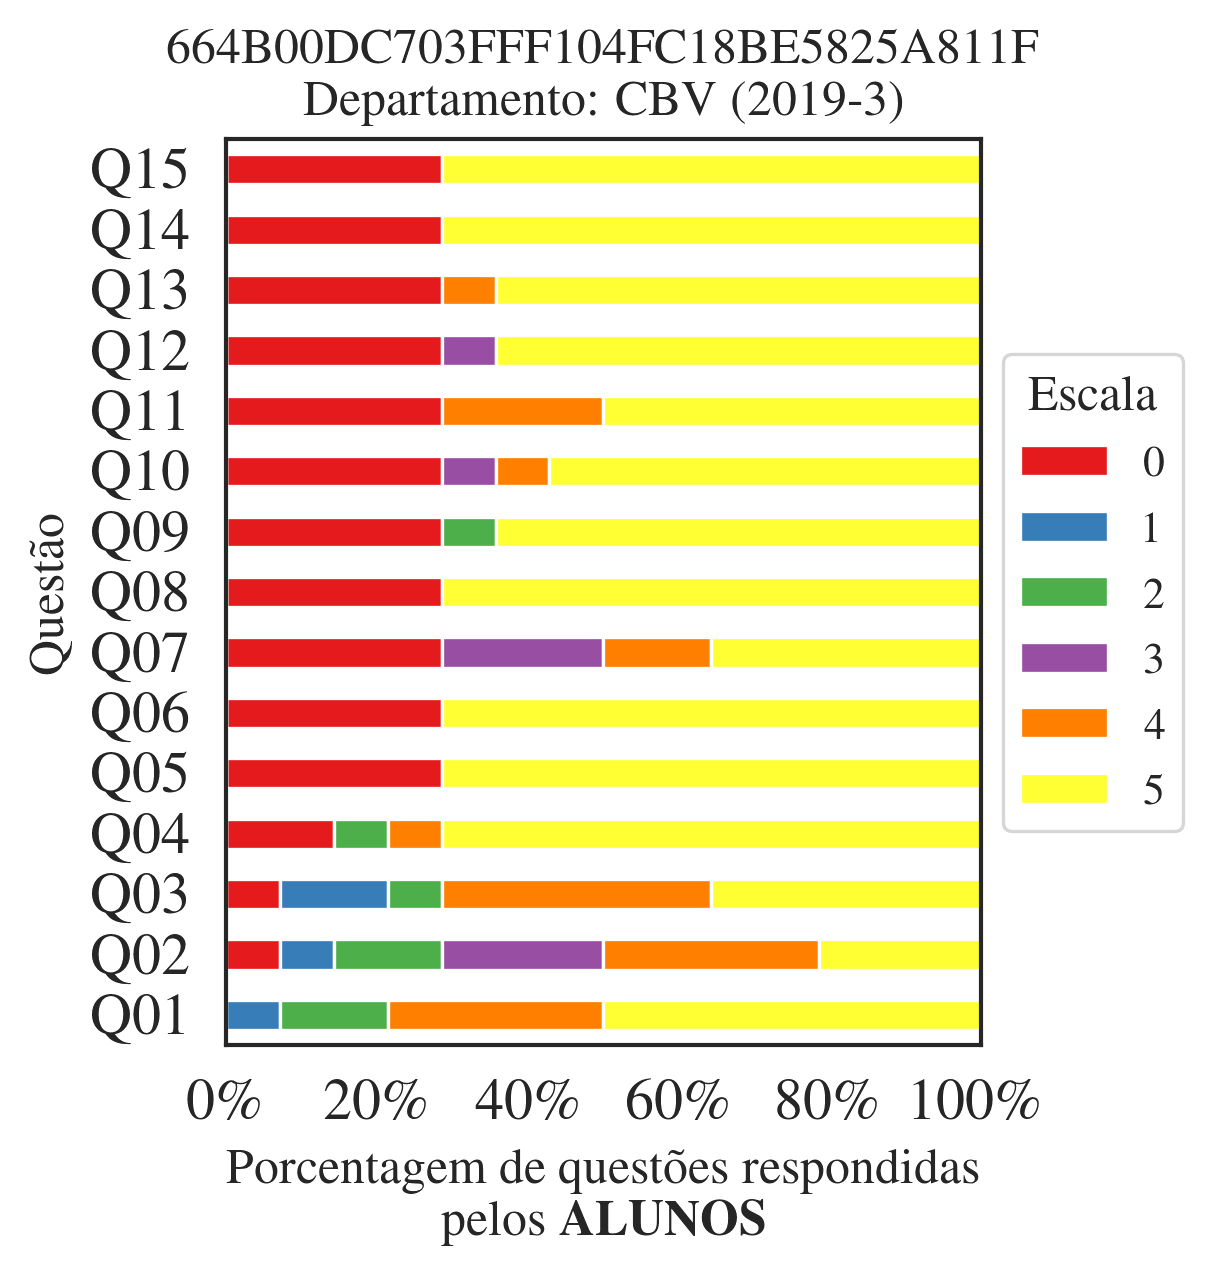 664B00DC703FFF104FC18BE5825A811F
Departamento: CBV (2019-3)
Q15
Q14
Q13
Q12
Q11
Q10
Q09
Q08
Q07
Q06
Q05
Q04
Q03
Q02
Q01
Questão
0% 20% 40% 60% 80% 100%
Porcentagem de questões respondidas
pelos ALUNOS
Escala
0
1
2
3
4
5